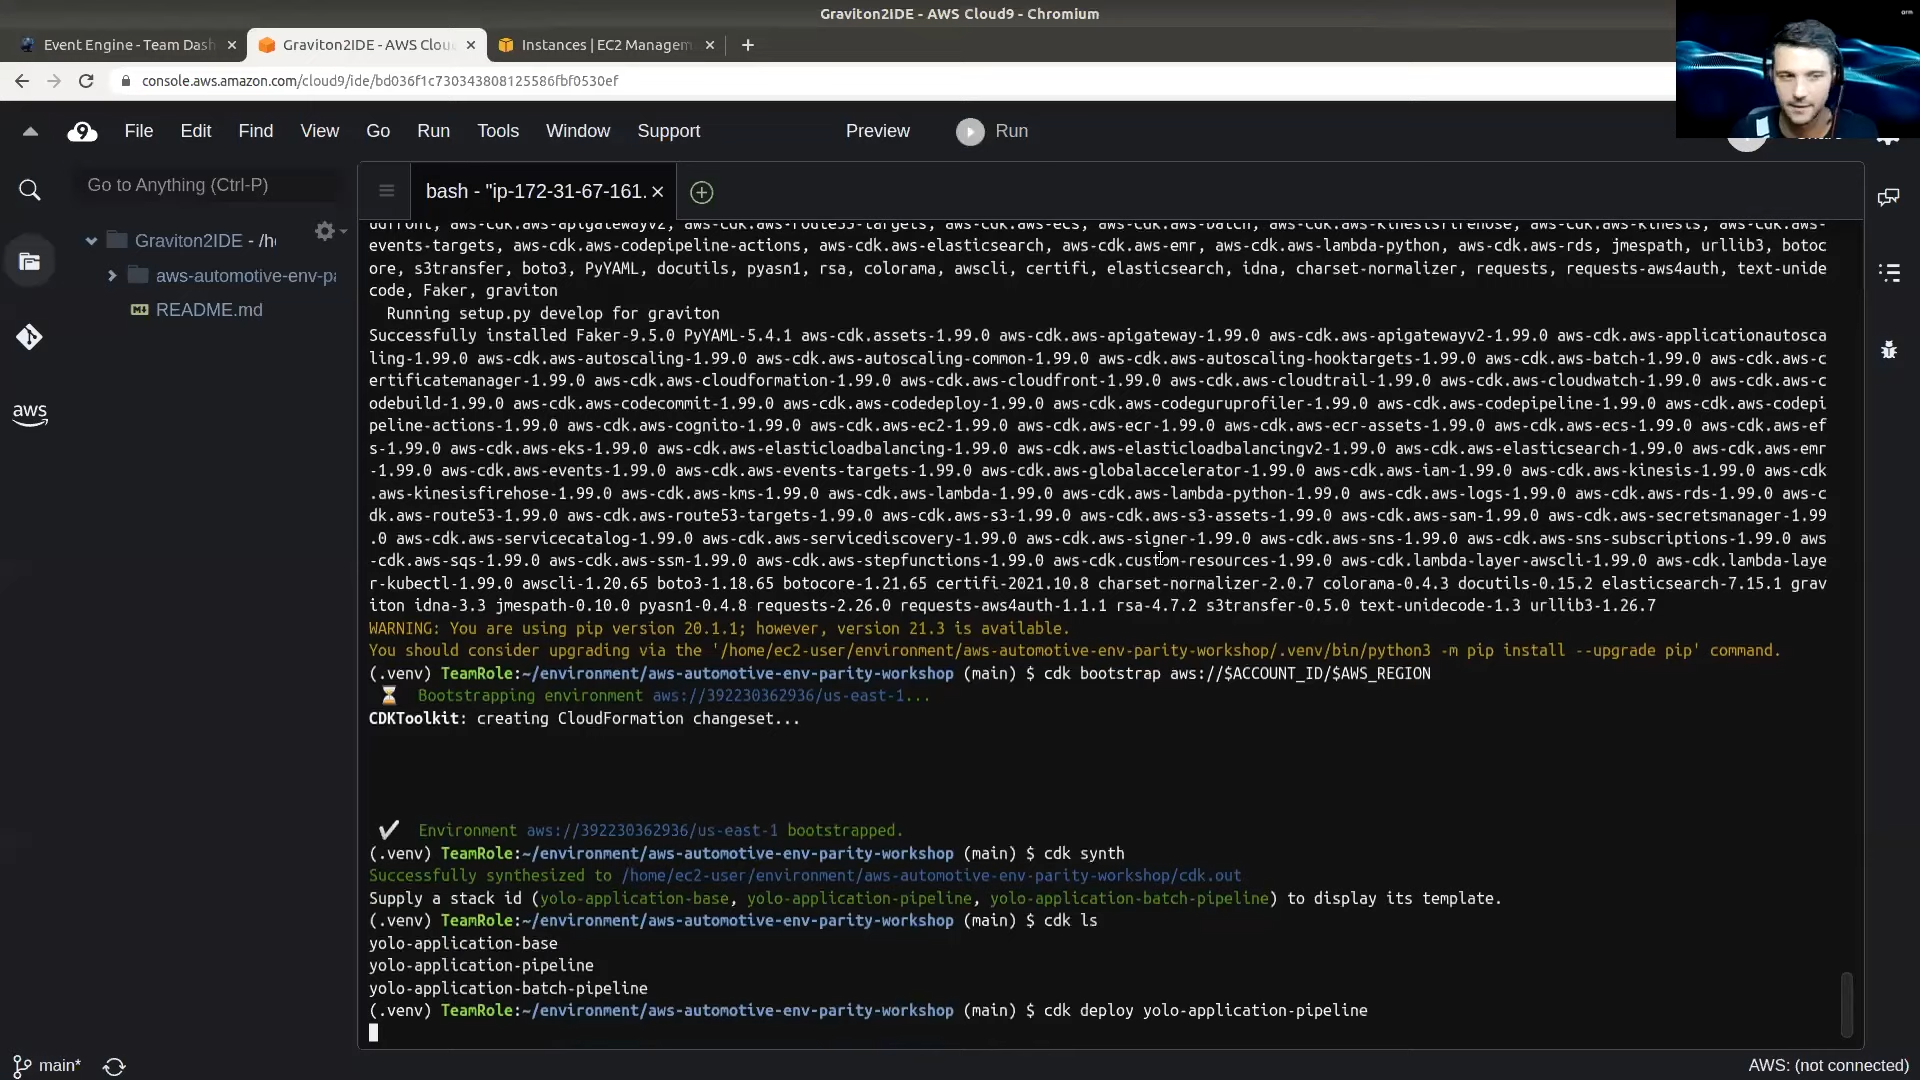 Graviton2IDE - AWS Cloud9 - Chromium
Event Engine - Team Dash
Graviton2IDE - AWS Clou
Instances | EC2 Managem
console.aws.amazon.com/cloud9/ide/bd036f1c730343808125586fbf0530ef
File Edit Find View Go Run Tools Window Support Preview Run
Go to Anything (Ctrl-P)
bash - "ip-172-31-67-161.
Graviton2IDE - /h
aws-automotive-env-pa
README.md
aws
udfront, aws-cdk.aws-apigatewayv2, aws-cdk.aws-route53-targets, aws-cdk.aws-ecs, aws-cdk.aws-batch, aws-cdk.aws-kinesisfirehose, aws-cdk.aws-kinesis, aws-cdk.aws-
events-targets, aws-cdk.aws-codepipeline-actions, aws-cdk.aws-elasticsearch, aws-cdk.aws-emr, aws-cdk.aws-lambda-python, aws-cdk.aws-rds, jmespath, urllib3, botoc
ore, s3transfer, boto3, PyYAML, docutils, pyasn1, rsa, colorama, awscli, certifi, elasticsearch, idna, charset-normalizer, requests, requests-aws4auth, text-unide
code, Faker, graviton
Running setup.py develop for graviton
Successfully installed Faker-9.5.0 PyYAML-5.4.1 aws-cdk.assets-1.99.0 aws-cdk.aws-apigateway-1.99.0 aws-cdk.aws-apigatewayv2-1.99.0 aws-cdk.aws-applicationautosca
ling-1.99.0 aws-cdk.aws-autoscaling-1.99.0 aws-cdk.aws-autoscaling-common-1.99.0 aws-cdk.aws-autoscaling-hooktargets-1.99.0 aws-cdk.aws-batch-1.99.0 aws-cdk.aws-c
ertificatemanager-1.99.0 aws-cdk.aws-cloudformation-1.99.0 aws-cdk.aws-cloudfront-1.99.0 aws-cdk.aws-cloudtrail-1.99.0 aws-cdk.aws-cloudwatch-1.99.0 aws-cdk.aws-c
odebuild-1.99.0 aws-cdk.aws-codecommit-1.99.0 aws-cdk.aws-codedeploy-1.99.0 aws-cdk.aws-codeguruprofiler-1.99.0 aws-cdk.aws-codepipeline-1.99.0 aws-cdk.aws-codepi
peline-actions-1.99.0 aws-cdk.aws-cognito-1.99.0 aws-cdk.aws-ec2-1.99.0 aws-cdk.aws-ecr-1.99.0 aws-cdk.aws-ecr-assets-1.99.0 aws-cdk.aws-ecs-1.99.0 aws-cdk.aws-ef
s-1.99.0 aws-cdk.aws-eks-1.99.0 aws-cdk.aws-elasticloadbalancing-1.99.0 aws-cdk.aws-elasticloadbalancingv2-1.99.0 aws-cdk.aws-elasticsearch-1.99.0 aws-cdk.aws-emr
-1.99.0 aws-cdk.aws-events-1.99.0 aws-cdk.aws-events-targets-1.99.0 aws-cdk.aws-globalaccelerator-1.99.0 aws-cdk.aws-iam-1.99.0 aws-cdk.aws-kinesis-1.99.0 aws-cdk
.aws-kinesisfirehose-1.99.0 aws-cdk.aws-kms-1.99.0 aws-cdk.aws-lambda-1.99.0 aws-cdk.aws-lambda-python-1.99.0 aws-cdk.aws-logs-1.99.0 aws-cdk.aws-rds-1.99.0 aws-c
dk.aws-route53-1.99.0 aws-cdk.aws-route53-targets-1.99.0 aws-cdk.aws-s3-1.99.0 aws-cdk.aws-s3-assets-1.99.0 aws-cdk.aws-sam-1.99.0 aws-cdk.aws-secretsmanager-1.99
.0 aws-cdk.aws-servicecatalog-1.99.0 aws-cdk.aws-servicediscovery-1.99.0 aws-cdk.aws-signer-1.99.0 aws-cdk.aws-sns-1.99.0 aws-cdk.aws-sns-subscriptions-1.99.0 aws
-cdk.aws-sqs-1.99.0 aws-cdk.aws-ssm-1.99.0 aws-cdk.aws-stepfunctions-1.99.0 aws-cdk.custom-resources-1.99.0 aws-cdk.lambda-layer-awscli-1.99.0 aws-cdk.lambda-laye
r-kubectl-1.99.0 awscli-1.20.65 boto3-1.18.65 botocore-1.21.65 certifi-2021.10.8 charset-normalizer-2.0.7 colorama-0.4.3 docutils-0.15.2 elasticsearch-7.15.1 grav
iton idna-3.3 jmespath-0.10.0 pyasn1-0.4.8 requests-2.26.0 requests-aws4auth-1.1.1 rsa-4.7.2 s3transfer-0.5.0 text-unidecode-1.3 urllib3-1.26.7
WARNING: You are using pip version 20.1.1; however, version 21.3 is available.
You should consider upgrading via the '/home/ec2-user/environment/aws-automotive-env-parity-workshop/.venv/bin/python3 -m pip install --upgrade pip' command.
(.venv) TeamRole:~/environment/aws-automotive-env-parity-workshop (main) $ cdk bootstrap aws://$ACCOUNT_ID/$AWS_REGION
Bootstrapping environment aws://392230362936/us-east-1...
CDKToolkit: creating CloudFormation changeset...
Environment aws://392230362936/us-east-1 bootstrapped.
(.venv) TeamRole:~/environment/aws-automotive-env-parity-workshop (main) $ cdk synth
Successfully synthesized to /home/ec2-user/environment/aws-automotive-env-parity-workshop/cdk.out
Supply a stack id (yolo-application-base, yolo-application-pipeline, yolo-application-batch-pipeline) to display its template.
(.venv) TeamRole:~/environment/aws-automotive-env-parity-workshop (main) $ cdk ls
yolo-application-base
yolo-application-pipeline
yolo-application-batch-pipeline
(.venv) TeamRole:~/environment/aws-automotive-env-parity-workshop (main) $ cdk deploy yolo-application-pipeline
main*
AWS: (not connected)